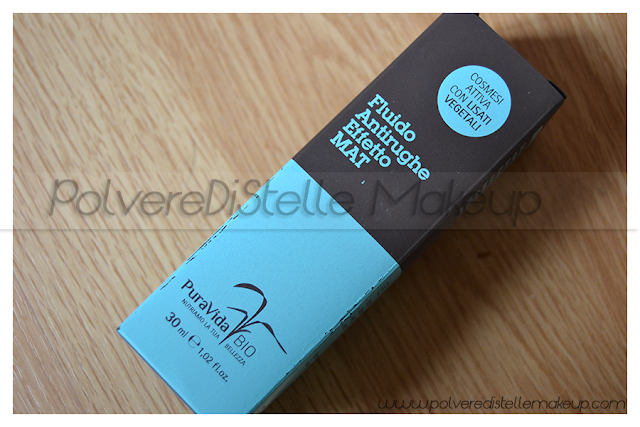 COSMESI
ATTIVA
CON LISATI
VEGETALI
Fluido
Antirughe
Effetto
MAT
PolvereDiStelle Makeup
PuraVida
BIO
NUTRIAMO LA TUA
BELLEZZA
30 ml ℮ 1,02 fl.oz.
www.polveredistellemakeup.com